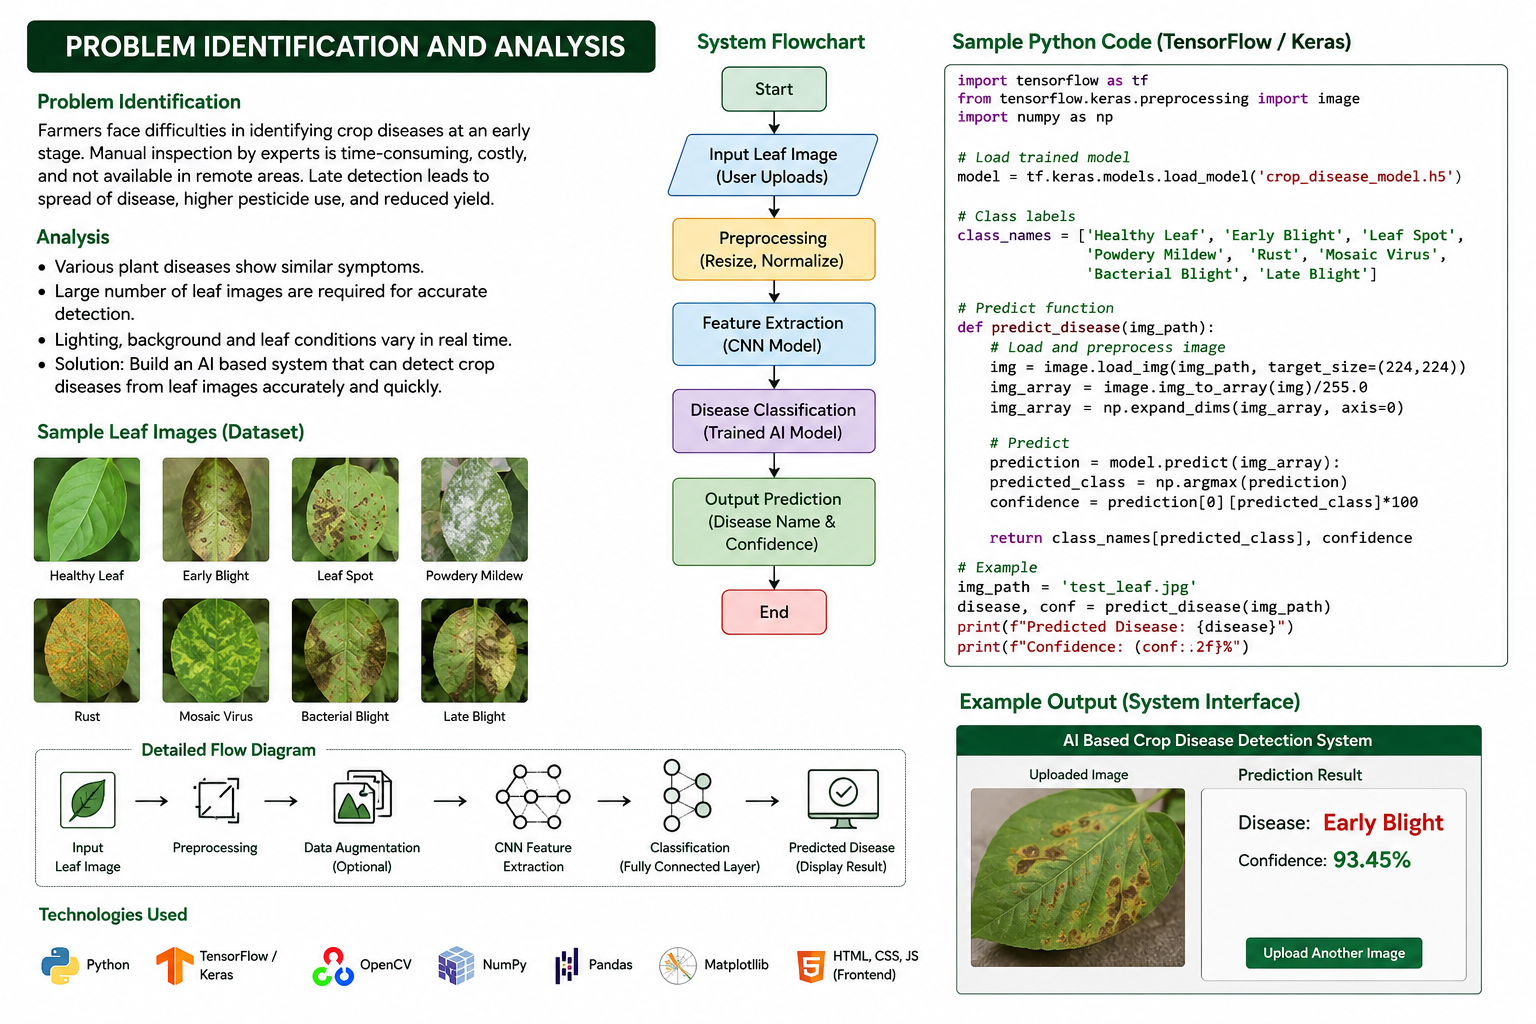 PROBLEM IDENTIFICATION AND ANALYSIS
Problem Identification
Farmers face difficulties in identifying crop diseases at an early
stage. Manual inspection by experts is time-consuming, costly,
and not available in remote areas. Late detection leads to
spread of disease, higher pesticide use, and reduced yield.
Analysis
• Various plant diseases show similar symptoms.
• Large number of leaf images are required for accurate
detection.
• Lighting, background and leaf conditions vary in real time.
• Solution: Build an AI based system that can detect crop
diseases from leaf images accurately and quickly.
Sample Leaf Images (Dataset)
Healthy Leaf
Early Blight
Leaf Spot
Powdery Mildew
Rust
Mosaic Virus
Bacterial Blight
Late Blight
System Flowchart
Start
Input Leaf Image
(User Uploads)
Preprocessing
(Resize, Normalize)
Feature Extraction
(CNN Model)
Disease Classification
(Trained AI Model)
Output Prediction
(Disease Name &
Confidence)
End
Detailed Flow Diagram
Input
Leaf Image
Preprocessing
Data Augmentation
(Optional)
CNN Feature
Extraction
Classification
(Fully Connected Layer)
Predicted Disease
(Display Result)
Technologies Used
Python
TensorFlow /
Keras
OpenCV
NumPy
Pandas
Matplotllib
5
HTML, CSS, JS
(Frontend)
Sample Python Code (TensorFlow / Keras)
import tensorflow as tf
from tensorflow.keras.preprocessing import image
import numpy as np
# Load trained model
model = tf.keras.models.load_model('crop_disease_model.h5')
# Class labels
class_names = ['Healthy Leaf', 'Early Blight', 'Leaf Spot',
'Powdery Mildew', 'Rust', 'Mosaic Virus',
'Bacterial Blight', 'Late Blight']
# Predict function
def predict_disease(img_path):
# Load and preprocess image
img = image.load_img(img_path, target_size=(224,224))
img_array = image.img_to_array(img)/255.0
img_array = np.expand_dims(img_array, axis=0)
# Predict
prediction = model.predict(img_array):
predicted_class = np.argmax(prediction)
confidence = prediction[0][predicted_class]*100
return class_names[predicted_class], confidence
# Example
img_path = 'test_leaf.jpg'
disease, conf = predict_disease(img_path)
print(f"Predicted Disease: {disease}")
print(f"Confidence: (conf:.2f}%")
Example Output (System Interface)
AI Based Crop Disease Detection System
Uploaded Image
Prediction Result
Disease: Early Blight
Confidence: 93.45%
Upload Another Image